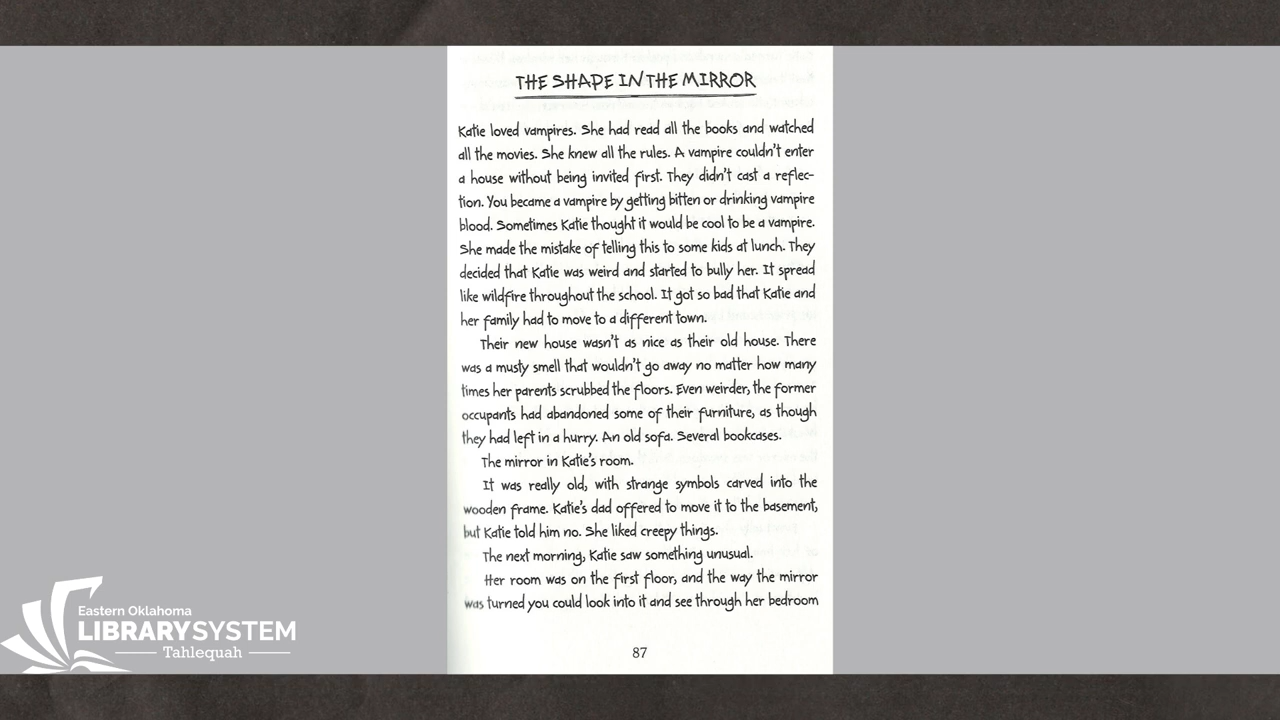 THE SHAPE IN THE MIRROR
Katie loved vampires. She had read all the books and watched
all the movies. She knew all the rules. A vampire couldn't enter
a house without being invited first. They didn't cast a reflec-
tion. You became a vampire by getting bitten or drinking vampire
blood. Sometimes Katie thought it would be cool to be a vampire.
She made the mistake of telling this to some kids at lunch. They
decided that Katie was weird and started to bully her. It spread
like wildfire throughout the school. It got so bad that Katie and
her family had to move to a different town.
Their new house wasn't as nice as their old house. There
was a musty smell that wouldn't go away no matter how many
times her parents scrubbed the floors. Even weirder, the former
occupants had abandoned some of their furniture, as though
they had left in a hurry. An old sofa. Several bookcases.
The mirror in Katie's room.
It was really old, with strange symbols carved into the
wooden frame. Katie's dad offered to move it to the basement,
but Katie told him no. She liked creepy things.
The next morning, Katie saw something unusual.
Her room was on the first floor, and the way the mirror
was turned you could look into it and see through her bedroom
87
Eastern Oklahoma
LIBRARYSYSTEM
Tahlequah